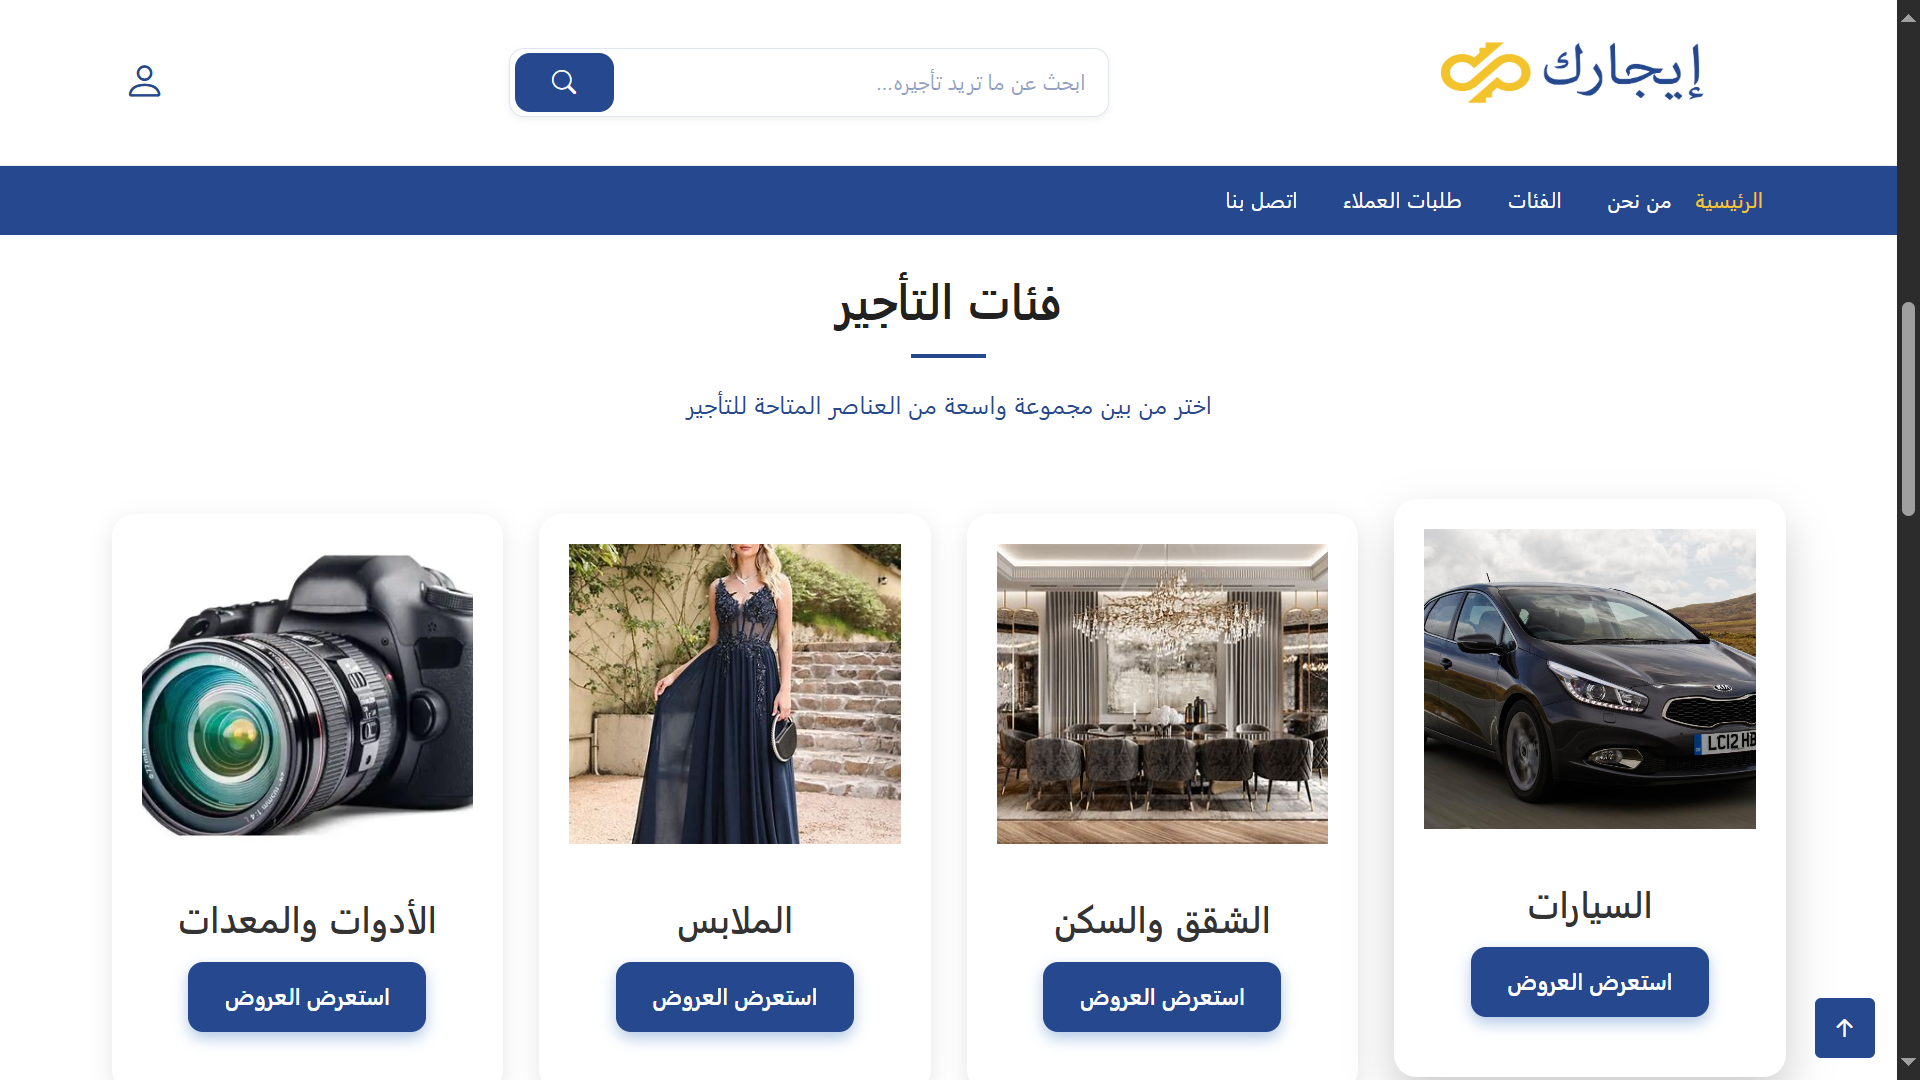 إيجارك
ابحث عن ما تريد تأجيره...
الرئيسية
من نحن
الفئات
طلبات العملاء
اتصل بنا
فئات التأجير
اختر من بين مجموعة واسعة من العناصر المتاحة للتأجير
LC12 HB
السيارات
استعرض العروض
الشقق والسكن
استعرض العروض
الملابس
استعرض العروض
الأدوات والمعدات
استعرض العروض